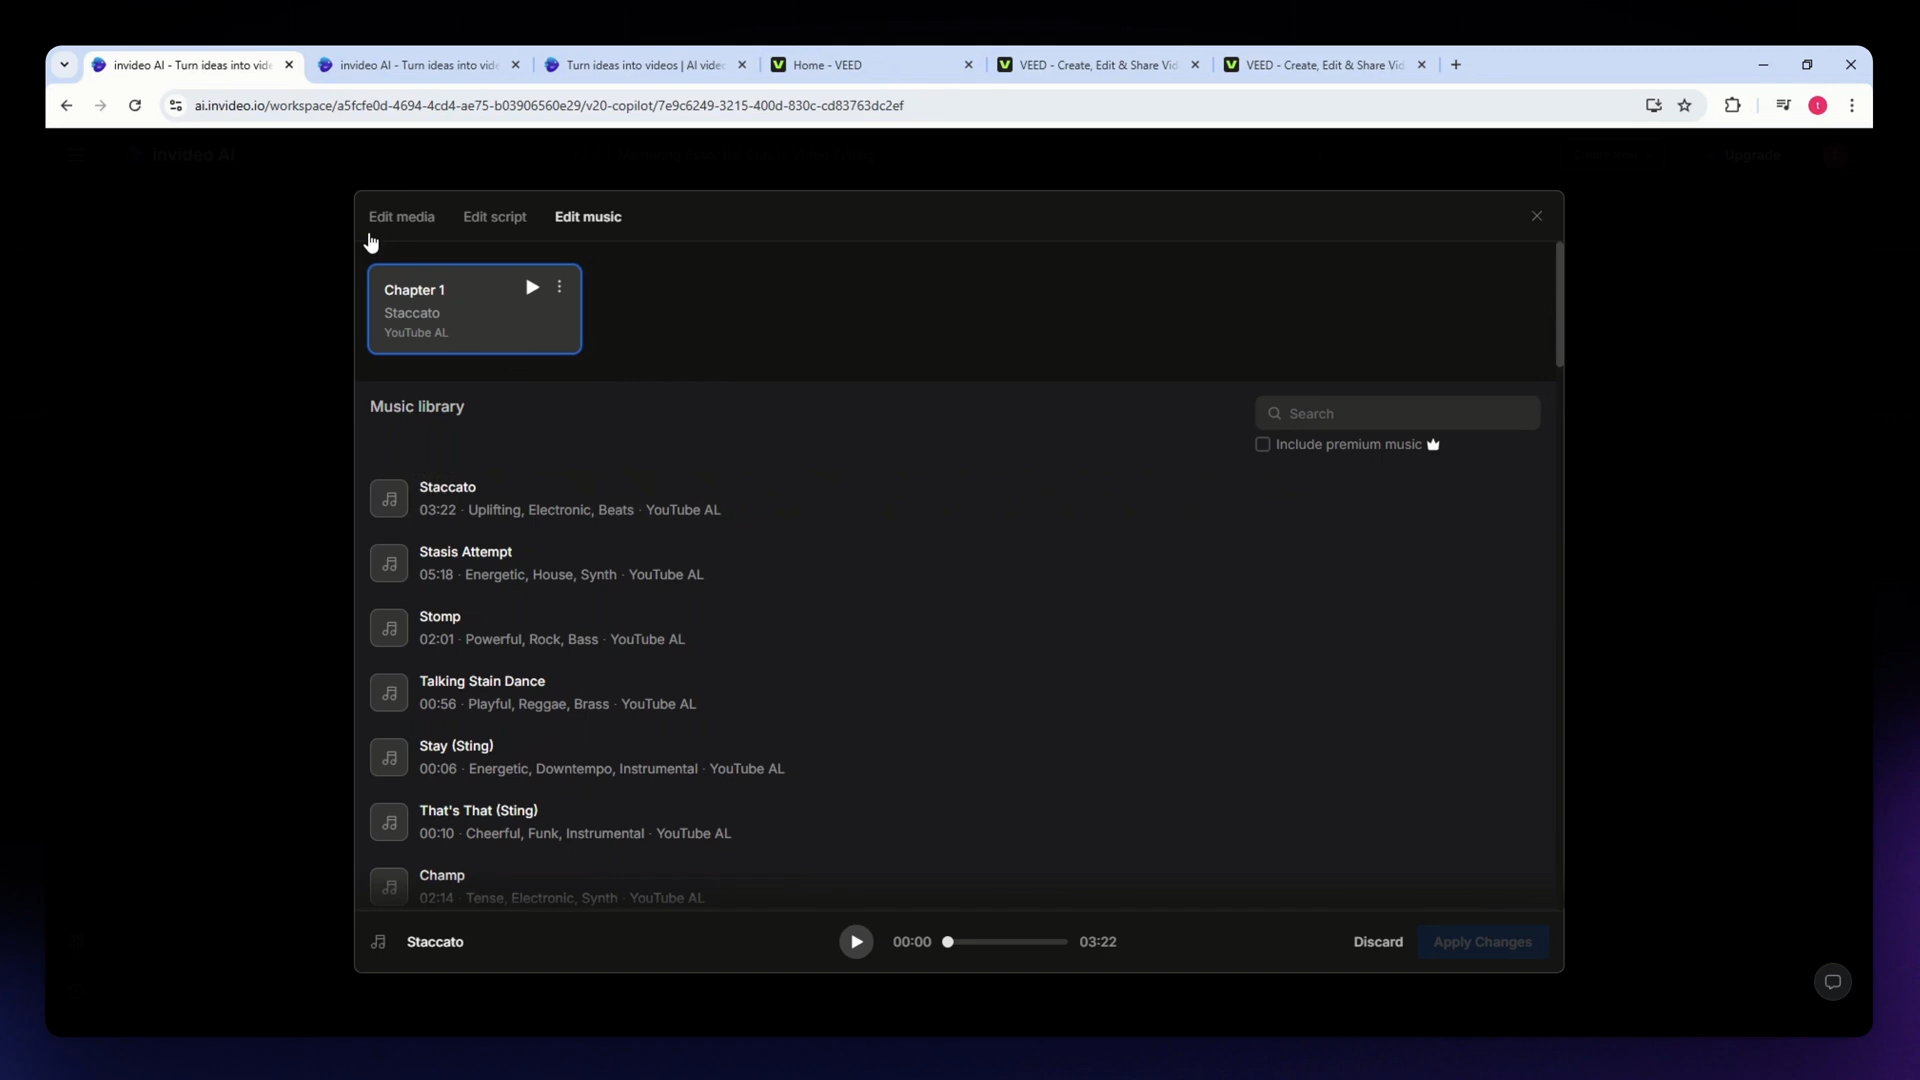 invideo AI - Turn ideas into vide
invideo AI - Turn ideas into vide
Turn ideas into videos | AI videc
Home - VEED
VEED - Create, Edit & Share Vid
VEED - Create, Edit & Share Vid
ai.invideo.io/workspace/a5fcfe0d-4694-4cd4-ae75-b03906560e29/v20-copilot/7e9c6249-3215-400d-830c-cd83763dc2ef
t
invideo AI
Upgrade
Edit media
Edit script
Edit music
Chapter 1
Staccato
YouTube AL
Music library
Search
Include premium music
Staccato
03:22 · Uplifting, Electronic, Beats · YouTube AL
Stasis Attempt
05:18 · Energetic, House, Synth · YouTube AL
Stomp
02:01 · Powerful, Rock, Bass · YouTube AL
Talking Stain Dance
00:56 · Playful, Reggae, Brass · YouTube AL
Stay (Sting)
00:06 · Energetic, Downtempo, Instrumental · YouTube AL
That's That (Sting)
00:10 · Cheerful, Funk, Instrumental · YouTube AL
Champ
02:14 · Tense, Electronic, Synth · YouTube AL
Staccato
00:00
03:22
Discard
Apply Changes